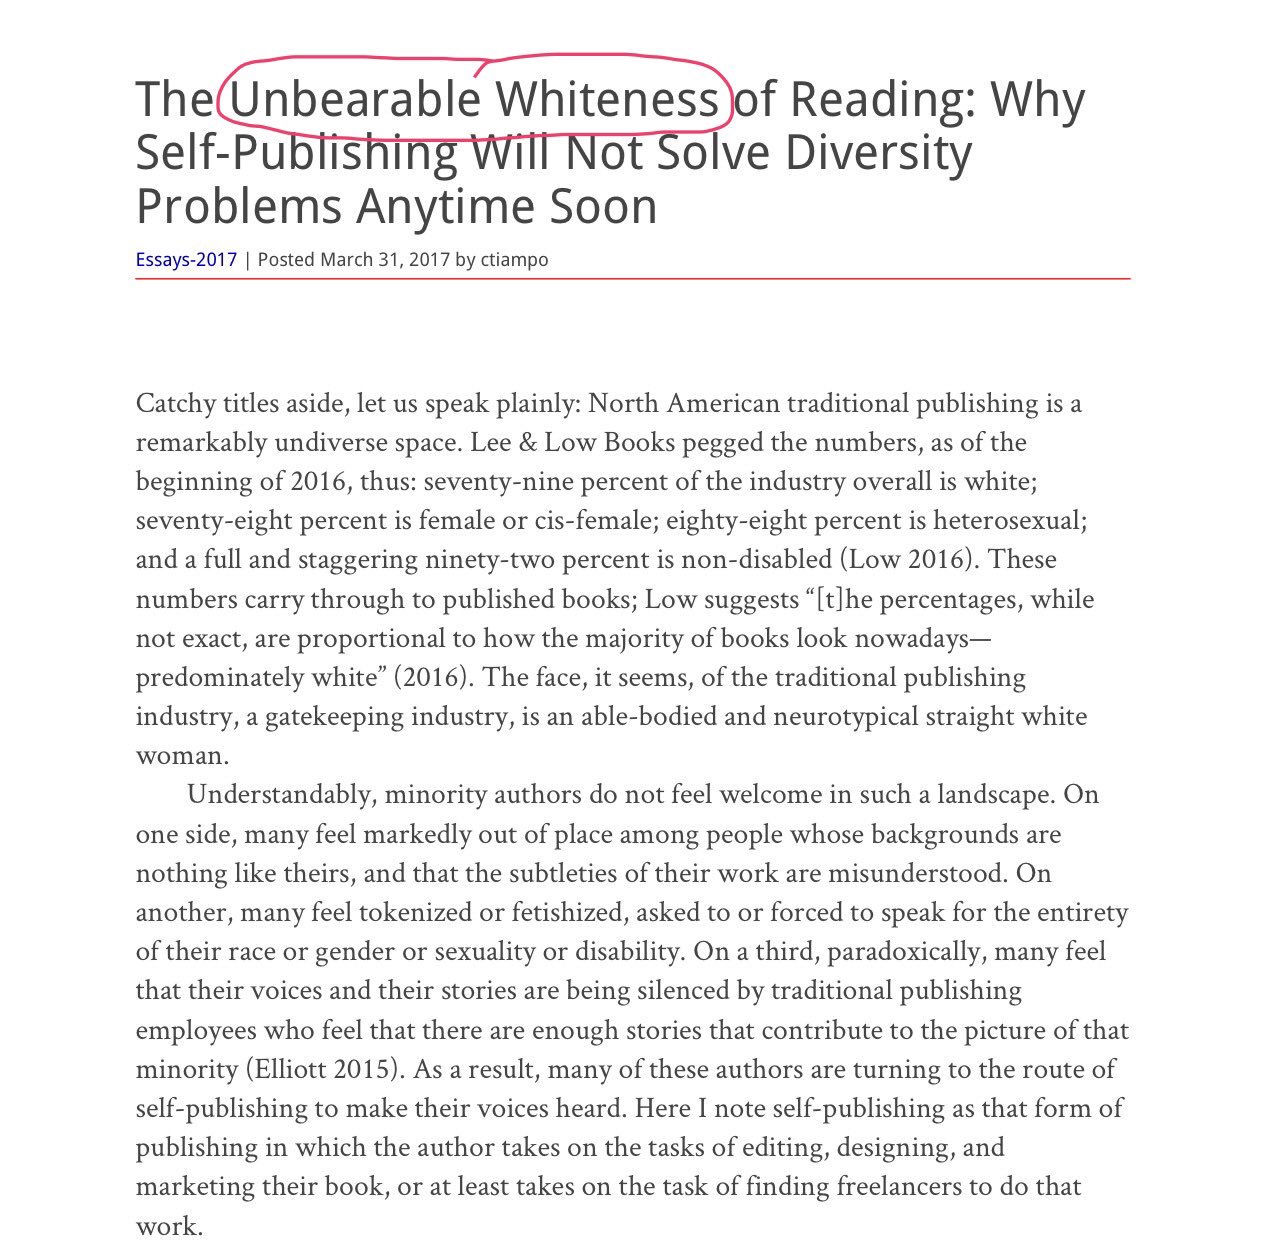 The Unbearable Whiteness of Reading: Why
Self-Publishing Will Not Solve Diversity
Problems Anytime Soon
Essays-2017 | Posted March 31, 2017 by ctiampo
Catchy titles aside, let us speak plainly: North American traditional publishing is a
remarkably undiverse space. Lee & Low Books pegged the numbers, as of the
beginning of 2016, thus: seventy-nine percent of the industry overall is white;
seventy-eight percent is female or cis-female; eighty-eight percent is heterosexual;
and a full and staggering ninety-two percent is non-disabled (Low 2016). These
numbers carry through to published books; Low suggests “[t]he percentages, while
not exact, are proportional to how the majority of books look nowadays—
predominately white” (2016). The face, it seems, of the traditional publishing
industry, a gatekeeping industry, is an able-bodied and neurotypical straight white
woman.
Understandably, minority authors do not feel welcome in such a landscape. On
one side, many feel markedly out of place among people whose backgrounds are
nothing like theirs, and that the subtleties of their work are misunderstood. On
another, many feel tokenized or fetishized, asked to or forced to speak for the entirety
of their race or gender or sexuality or disability. On a third, paradoxically, many feel
that their voices and their stories are being silenced by traditional publishing
employees who feel that there are enough stories that contribute to the picture of that
minority (Elliott 2015). As a result, many of these authors are turning to the route of
self-publishing to make their voices heard. Here I note self-publishing as that form of
publishing in which the author takes on the tasks of editing, designing, and
marketing their book, or at least takes on the task of finding freelancers to do that
work.